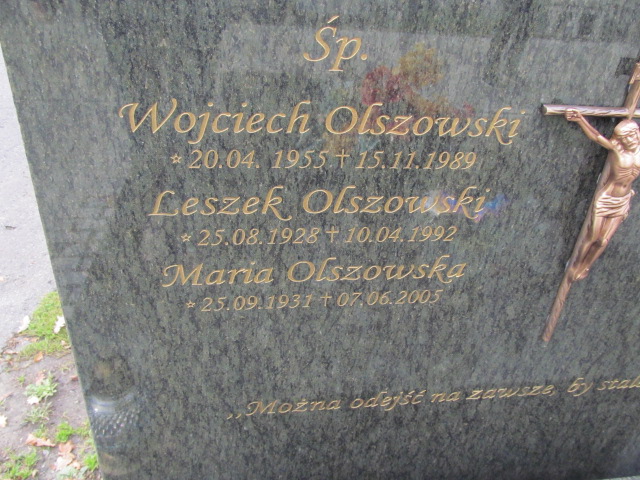 Śp.
Wojciech Olszowski
* 20.04. 1955 † 15.11.1989
Leszek Olszowski
* 25.08.1928 † 10.04.1992
Maria Olszowska
* 25.09.1931 † 07.06.2005
„Można odejść na zawsze, by stale